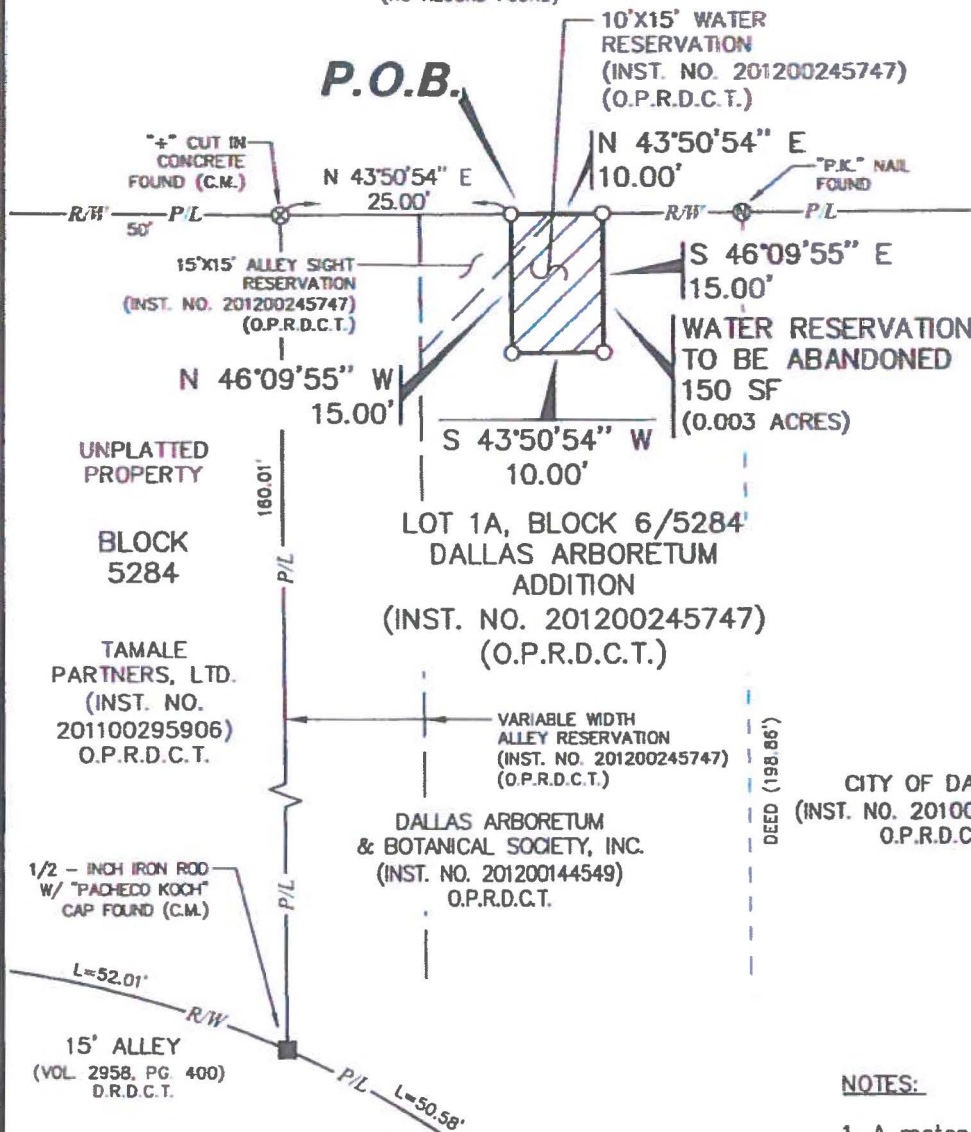 10'X15' WATER
RESERVATION
(INST. NO. 201200245747)
(O.P.R.D.C.T.)
P.O.B.
"+" CUT IN
CONCRETE
FOUND (C.M.)
N 43°50'54" E
25.00'
N 43°50'54" E
10.00'
"P.K." NAIL
FOUND
R/W
P/L
50'
R/W
N
P/L
15'X15' ALLEY SIGHT
RESERVATION
(INST. NO. 201200245747)
(O.P.R.D.C.T.)
S 46°09'55" E
15.00'
N 46°09'55" W
15.00'
WATER RESERVATION
TO BE ABANDONED
150 SF
(0.003 ACRES)
S 43°50'54" W
10.00'
UNPLATTED
PROPERTY
160.01'
BLOCK
5284
P/L
LOT 1A, BLOCK 6/5284
DALLAS ARBORETUM
ADDITION
(INST. NO. 201200245747)
(O.P.R.D.C.T.)
TAMALE
PARTNERS, LTD.
(INST. NO.
201100295906)
O.P.R.D.C.T.
VARIABLE WIDTH
ALLEY RESERVATION
(INST. NO. 201200245747)
(O.P.R.D.C.T.)
DEED (198.86')
CITY OF DA
(INST. NO. 20100
O.P.R.D.C
DALLAS ARBORETUM
& BOTANICAL SOCIETY, INC.
(INST. NO. 201200144549)
O.P.R.D.C.T.
1/2 - INCH IRON ROD
W/ "PACHECO KOCH"
CAP FOUND (C.M.)
P/L
L=52.01'
R/W
15' ALLEY
(VOL. 2958, PG. 400)
D.R.D.C.T.
P/L
L=50.58'
NOTES: